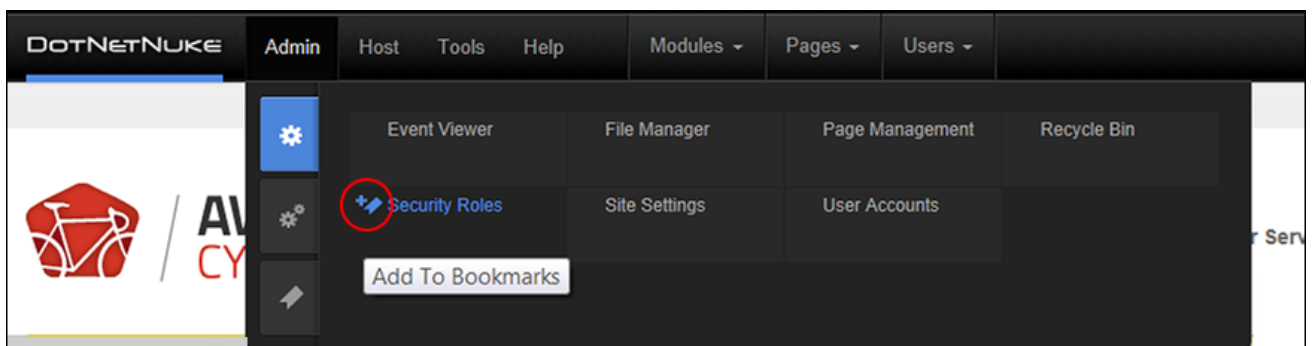 DOTNETNUKE Admin Host Tools Help Modules Pages Users
Event Viewer File Manager Page Management Recycle Bin
Security Roles Site Settings User Accounts
CY
r Serv
Add To Bookmarks